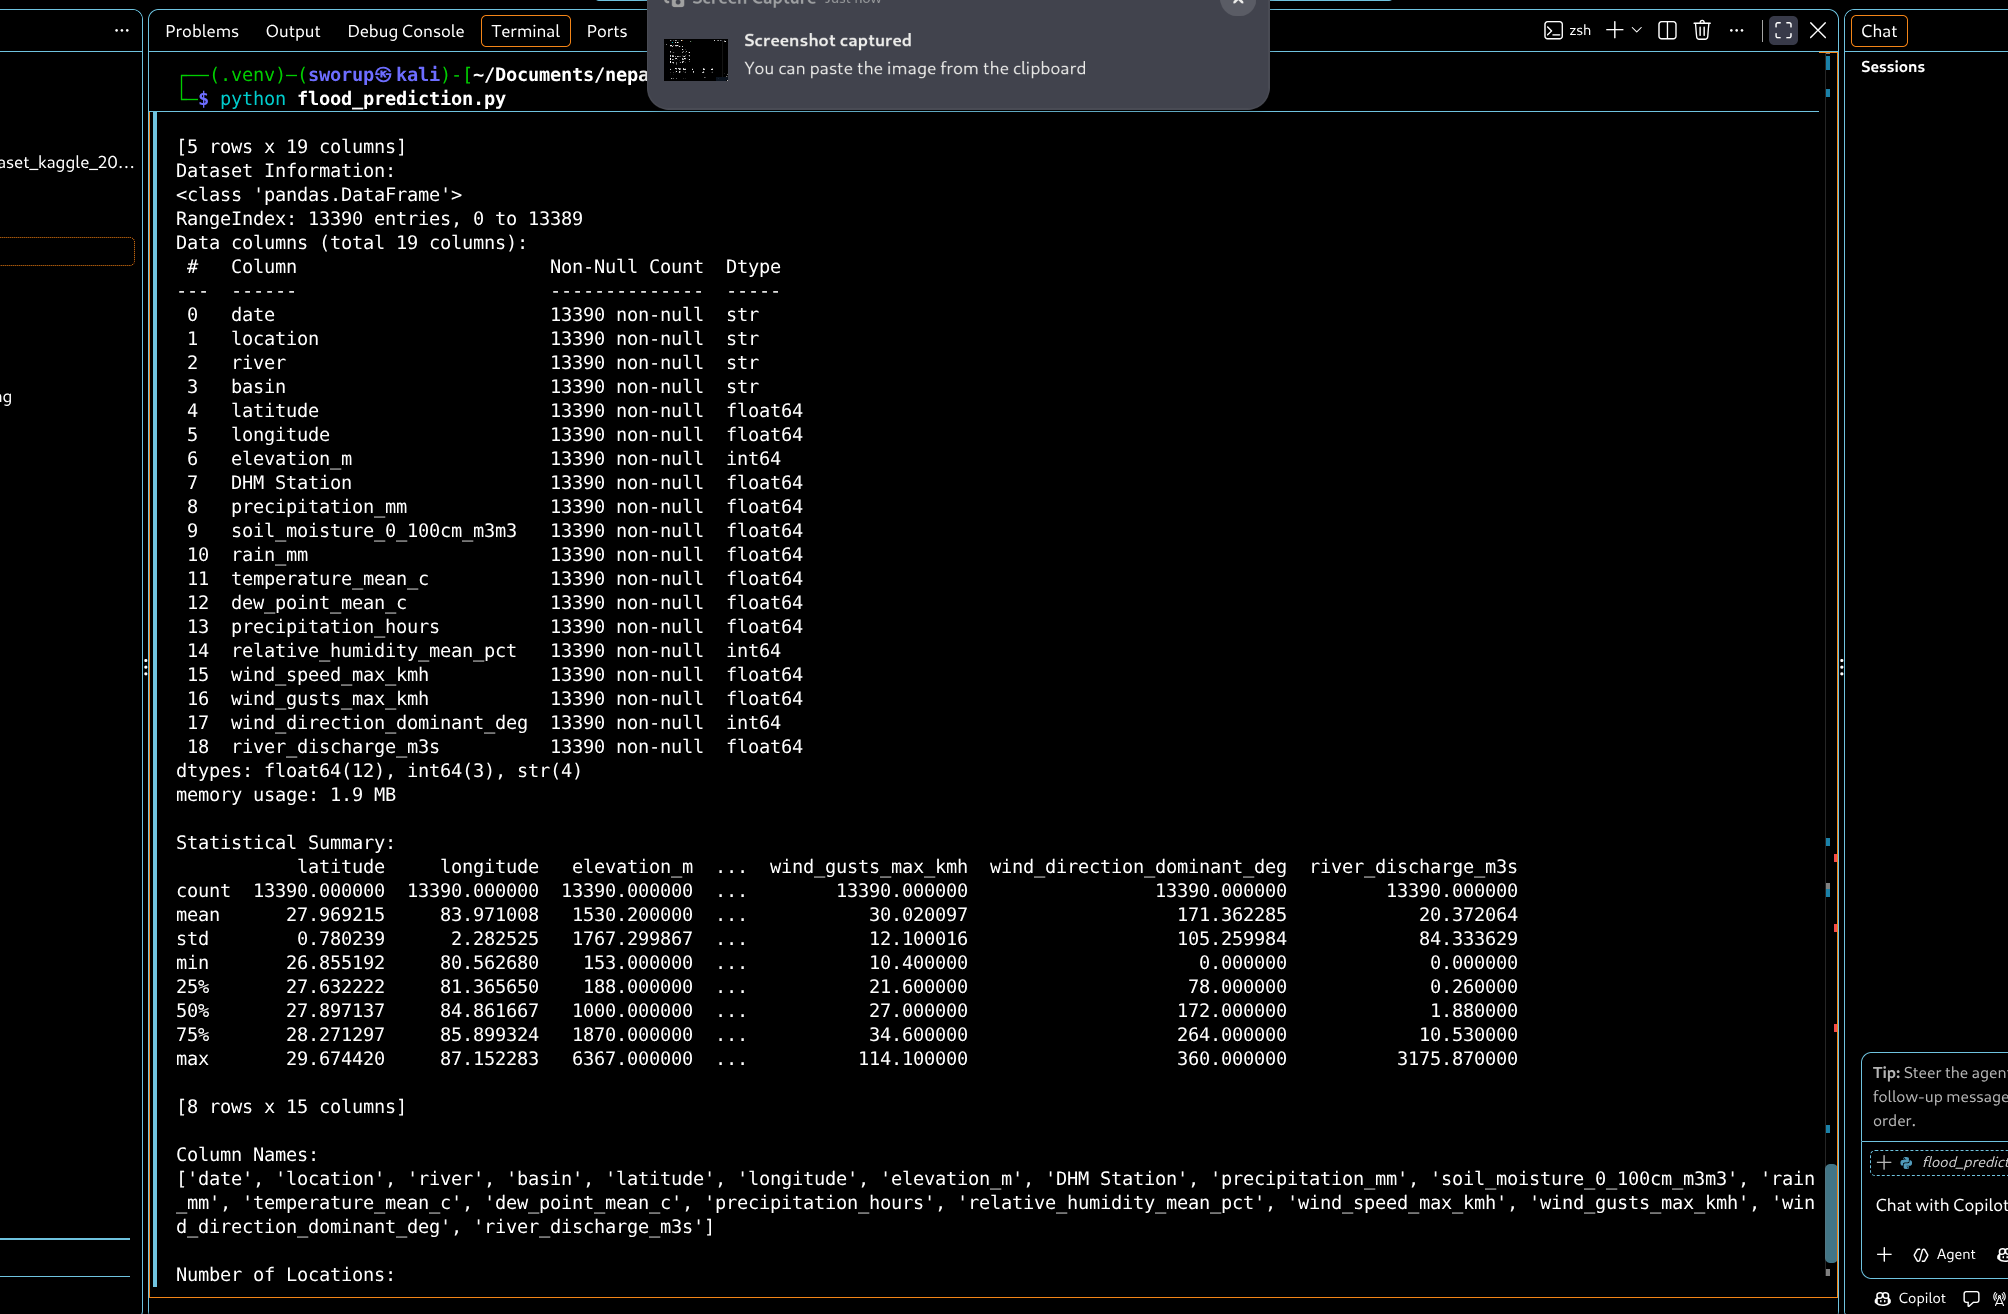 Problems Output Debug Console Terminal Ports
Screen Capture Just now
Screenshot captured
You can paste the image from the clipboard
zsh
Chat
Sessions
aset_kaggle_20...
┌──(.venv)─(sworup㉿kali)-[~/Documents/nepa
└─$ python flood_prediction.py
[5 rows x 19 columns]
Dataset Information:
<class 'pandas.DataFrame'>
RangeIndex: 13390 entries, 0 to 13389
Data columns (total 19 columns):
 #   Column                       Non-Null Count  Dtype
---  ------                       --------------  -----
 0   date                         13390 non-null  str
 1   location                     13390 non-null  str
 2   river                        13390 non-null  str
 3   basin                        13390 non-null  str
 4   latitude                     13390 non-null  float64
 5   longitude                    13390 non-null  float64
 6   elevation_m                  13390 non-null  int64
 7   DHM Station                  13390 non-null  float64
 8   precipitation_mm             13390 non-null  float64
 9   soil_moisture_0_100cm_m3m3   13390 non-null  float64
 10  rain_mm                      13390 non-null  float64
 11  temperature_mean_c           13390 non-null  float64
 12  dew_point_mean_c             13390 non-null  float64
 13  precipitation_hours          13390 non-null  float64
 14  relative_humidity_mean_pct   13390 non-null  int64
 15  wind_speed_max_kmh           13390 non-null  float64
 16  wind_gusts_max_kmh           13390 non-null  float64
 17  wind_direction_dominant_deg  13390 non-null  int64
 18  river_discharge_m3s          13390 non-null  float64
dtypes: float64(12), int64(3), str(4)
memory usage: 1.9 MB
Statistical Summary:
           latitude     longitude   elevation_m  ...  wind_gusts_max_kmh  wind_direction_dominant_deg  river_discharge_m3s
count  13390.000000  13390.000000  13390.000000  ...        13390.000000                 13390.000000         13390.000000
mean      27.969215     83.971008   1530.200000  ...           30.020097                   171.362285            20.372064
std        0.780239      2.282525   1767.299867  ...           12.100016                   105.259984            84.333629
min       26.855192     80.562680    153.000000  ...           10.400000                     0.000000             0.000000
25%       27.632222     81.365650    188.000000  ...           21.600000                    78.000000             0.260000
50%       27.897137     84.861667   1000.000000  ...           27.000000                   172.000000             1.880000
75%       28.271297     85.899324   1870.000000  ...           34.600000                   264.000000            10.530000
max       29.674420     87.152283   6367.000000  ...          114.100000                   360.000000          3175.870000
[8 rows x 15 columns]
Column Names:
['date', 'location', 'river', 'basin', 'latitude', 'longitude', 'elevation_m', 'DHM Station', 'precipitation_mm', 'soil_moisture_0_100cm_m3m3', 'rain
_mm', 'temperature_mean_c', 'dew_point_mean_c', 'precipitation_hours', 'relative_humidity_mean_pct', 'wind_speed_max_kmh', 'wind_gusts_max_kmh', 'win
d_direction_dominant_deg', 'river_discharge_m3s']
Number of Locations:
Tip: Steer the agen
follow-up message
order.
flood_predict
Chat with Copilot
Agent
Copilot